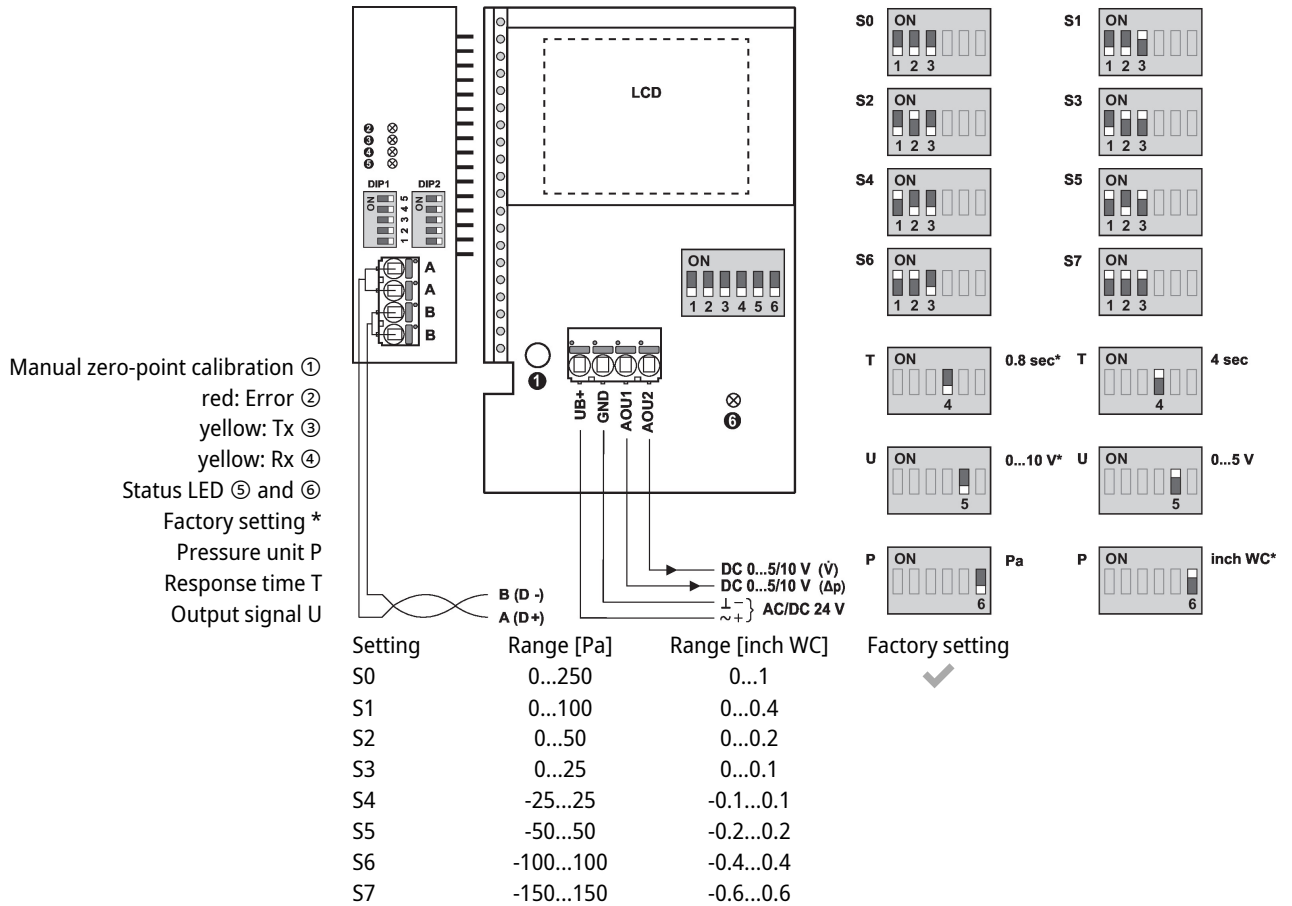 S0 ON S1 ON
1 2 3 1 2 3
LCD
S2 ON S3 ON
1 2 3 1 2 3
❷
❸
❹
❺
DIP1 DIP2
ON 1 2 3 4 5 ON
S4 ON S5 ON
1 2 3 1 2 3
A
A
B
B
ON
1 2 3 4 5 6
S6 ON S7 ON
1 2 3 1 2 3
Manual zero-point calibration ①
red: Error ②
yellow: Tx ③
yellow: Rx ④
Status LED ⑤ and ⑥
Factory setting *
Pressure unit P
Response time T
Output signal U
❶
UB+
GND
AOU1
AOU2
❻
T ON 0.8 sec* T ON 4 sec
4 4
U ON 0...10 V* U ON 0...5 V
5 5
P ON Pa P ON inch WC*
6 6
DC 0...5/10 V (V̇)
DC 0...5/10 V (Δp)
⊥ −
~ + } AC/DC 24 V
B (D -)
A (D+)
Setting Range [Pa] Range [inch WC] Factory setting
S0 0...250 0...1 ✔
S1 0...100 0...0.4
S2 0...50 0...0.2
S3 0...25 0...0.1
S4 -25...25 -0.1...0.1
S5 -50...50 -0.2...0.2
S6 -100...100 -0.4...0.4
S7 -150...150 -0.6...0.6